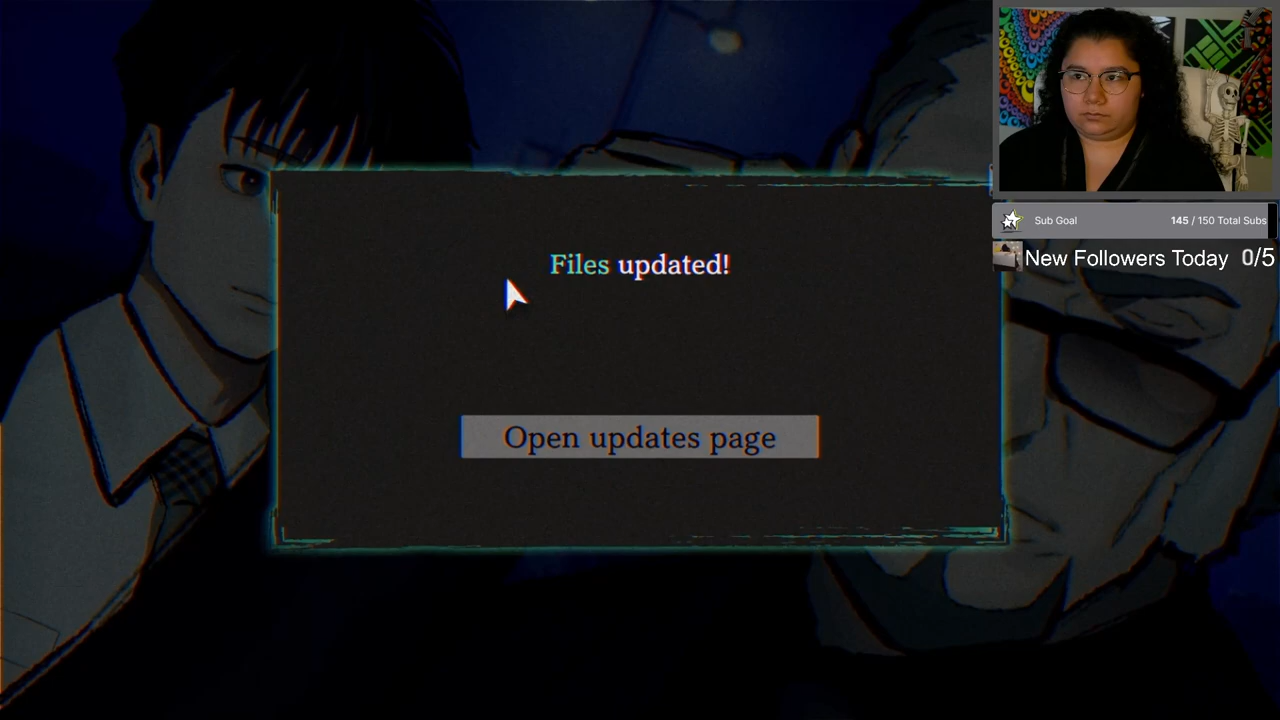 Files updated!
Open updates page
Sub Goal 145 / 150 Total Subs
New Followers Today 0/5